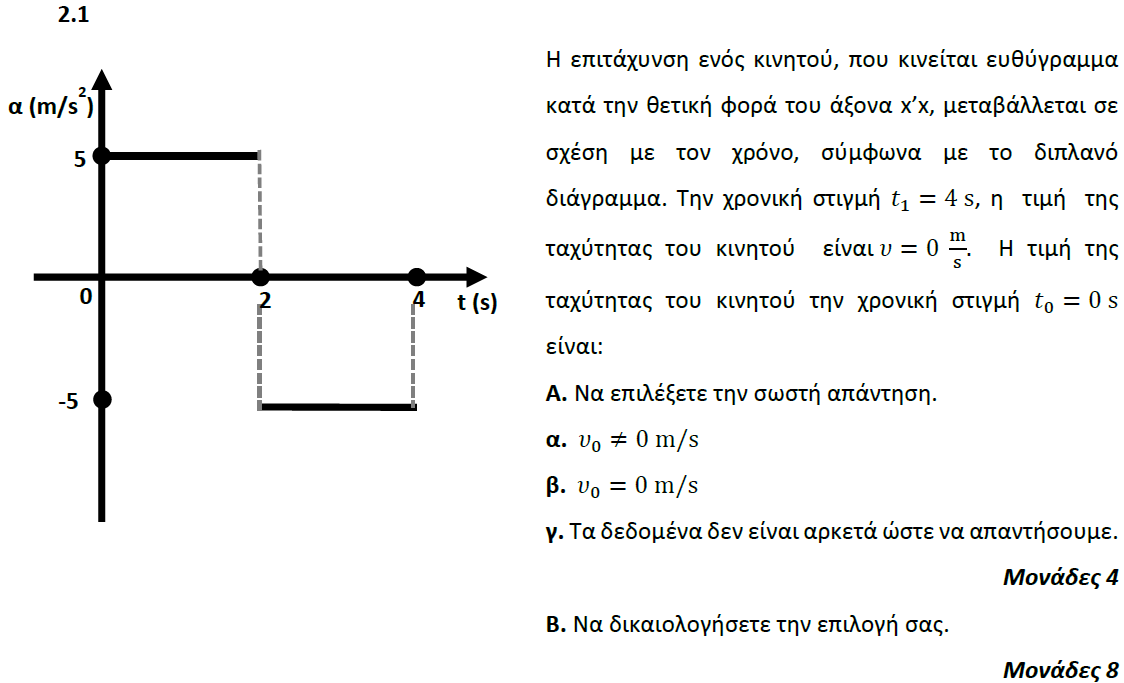 2.1
α (m/s²)
5
0
2
4
t (s)
-5
Η επιτάχυνση ενός κινητού, που κινείται ευθύγραμμα
κατά την θετική φορά του άξονα x’x, μεταβάλλεται σε
σχέση με τον χρόνο, σύμφωνα με το διπλανό
διάγραμμα. Την χρονική στιγμή t₁ = 4 s, η τιμή της
ταχύτητας του κινητού είναι υ = 0 m/s. Η τιμή της
ταχύτητας του κινητού την χρονική στιγμή t₀ = 0 s
είναι:
Α. Να επιλέξετε την σωστή απάντηση.
α. υ₀ ≠ 0 m/s
β. υ₀ = 0 m/s
γ. Τα δεδομένα δεν είναι αρκετά ώστε να απαντήσουμε.
Μονάδες 4
Β. Να δικαιολογήσετε την επιλογή σας.
Μονάδες 8